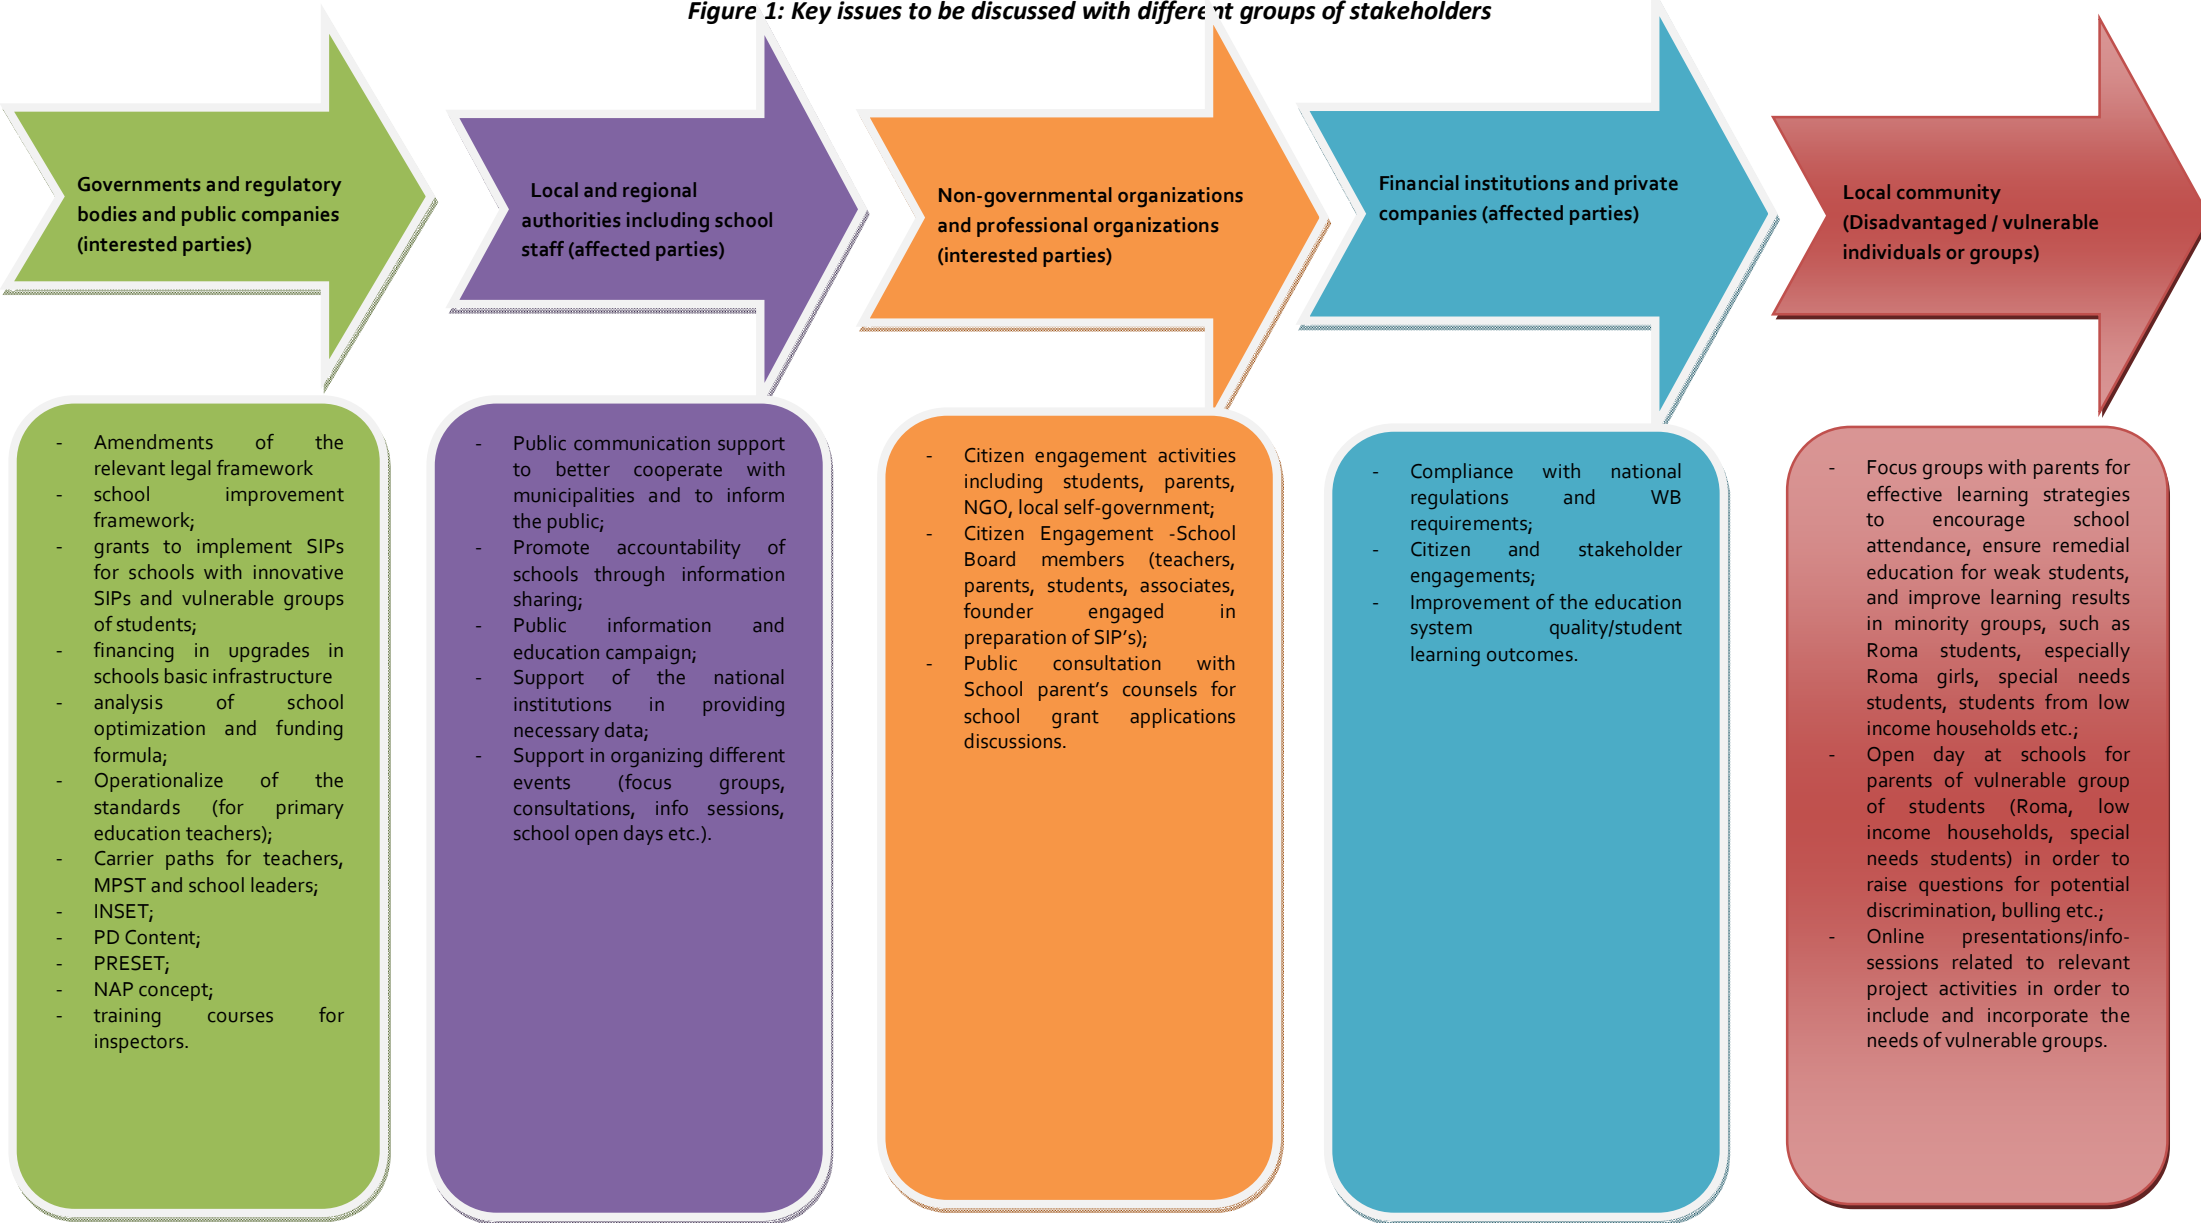 Figure 1: Key issues to be discussed with different groups of stakeholders
Governments and regulatory
bodies and public companies
(interested parties)
Local and regional
authorities including school
staff (affected parties)
Non-governmental organizations
and professional organizations
(interested parties)
Financial institutions and private
companies (affected parties)
Local community
(Disadvantaged / vulnerable
individuals or groups)
- Amendments of the
relevant legal framework
- school improvement
framework;
- grants to implement SIPs
for schools with innovative
SIPs and vulnerable groups
of students;
- financing in upgrades in
schools basic infrastructure
- analysis of school
optimization and funding
formula;
- Operationalize of the
standards (for primary
education teachers);
- Carrier paths for teachers,
MPST and school leaders;
- INSET;
- PD Content;
- PRESET;
- NAP concept;
- training courses for
inspectors.
- Public communication support
to better cooperate with
municipalities and to inform
the public;
- Promote accountability of
schools through information
sharing;
- Public information and
education campaign;
- Support of the national
institutions in providing
necessary data;
- Support in organizing different
events (focus groups,
consultations, info sessions,
school open days etc.).
- Citizen engagement activities
including students, parents,
NGO, local self-government;
- Citizen Engagement -School
Board members (teachers,
parents, students, associates,
founder engaged in
preparation of SIP's);
- Public consultation with
School parent's counsels for
school grant applications
discussions.
- Compliance with national
regulations and WB
requirements;
- Citizen and stakeholder
engagements;
- Improvement of the education
system quality/student
learning outcomes.
- Focus groups with parents for
effective learning strategies
to encourage school
attendance, ensure remedial
education for weak students,
and improve learning results
in minority groups, such as
Roma students, especially
Roma girls, special needs
students, students from low
income households etc.;
- Open day at schools for
parents of vulnerable group
of students (Roma, low
income households, special
needs students) in order to
raise questions for potential
discrimination, bulling etc.;
- Online presentations/info-
sessions related to relevant
project activities in order to
include and incorporate the
needs of vulnerable groups.